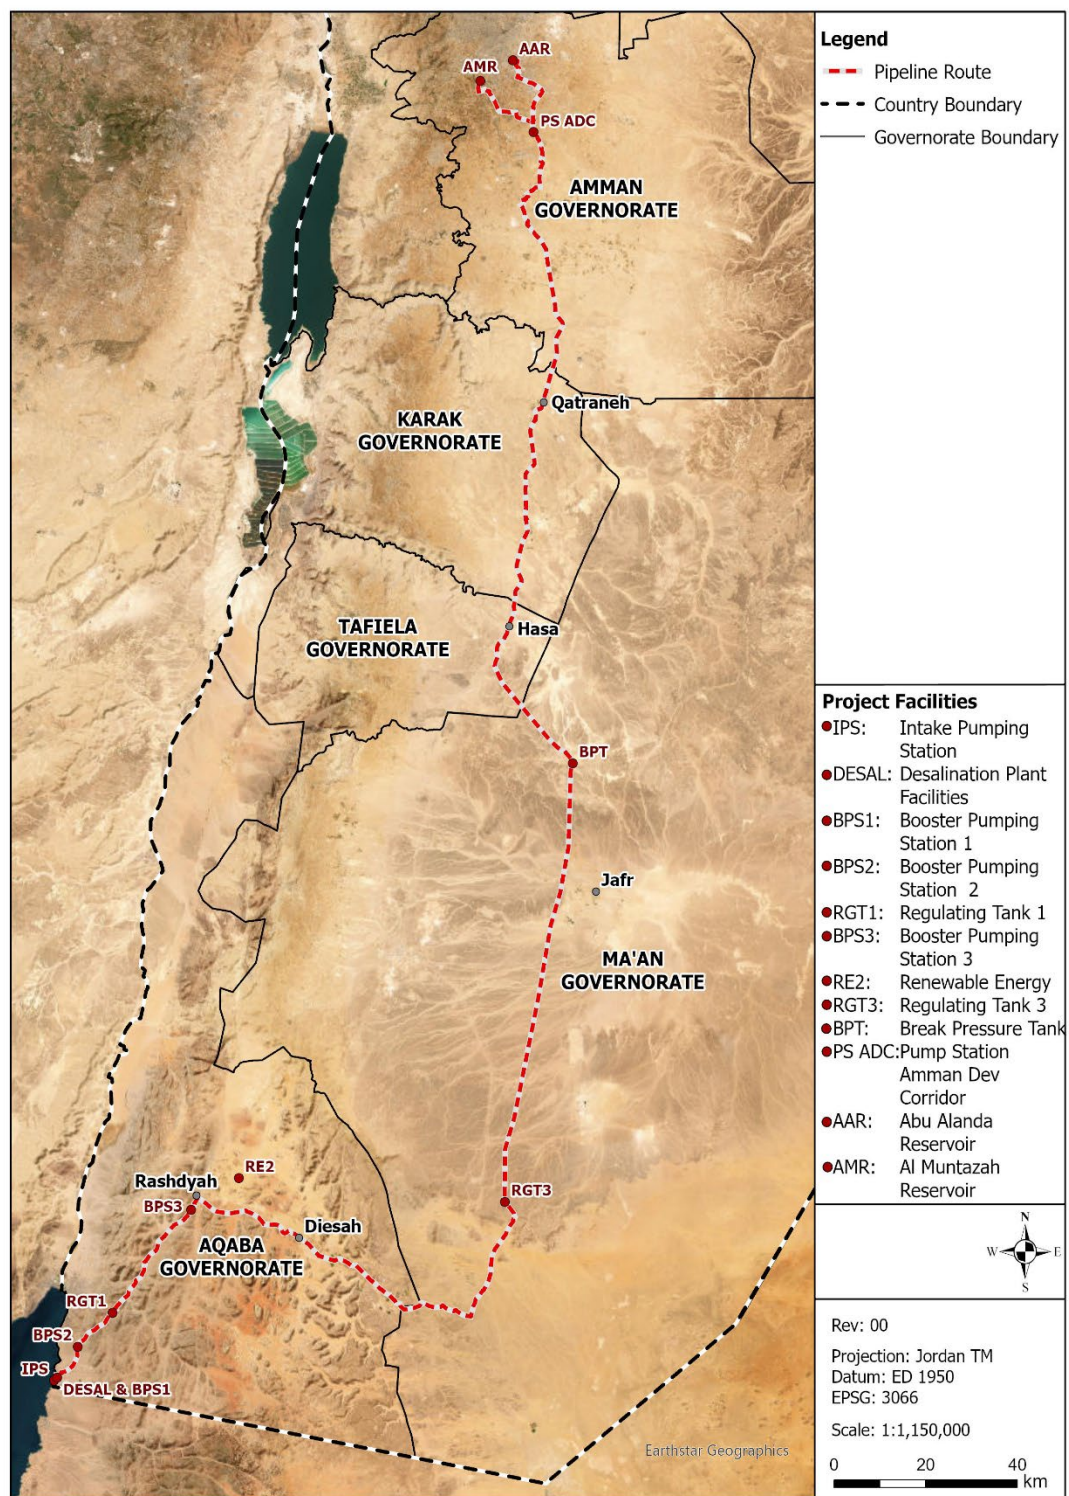 AAR
AMR
PS ADC
AMMAN
GOVERNORATE
Qatraneh
KARAK
GOVERNORATE
TAFIELA
GOVERNORATE
Hasa
BPT
Jafr
MA'AN
GOVERNORATE
RE2
Rashdyah
BPS3
RGT3
Diesah
AQABA
GOVERNORATE
RGT1
BPS2
IPS
DESAL & BPS1
Earthstar Geographics
Legend
Pipeline Route
Country Boundary
Governorate Boundary
Project Facilities
IPS: Intake Pumping
Station
DESAL: Desalination Plant
Facilities
BPS1: Booster Pumping
Station 1
BPS2: Booster Pumping
Station 2
RGT1: Regulating Tank 1
BPS3: Booster Pumping
Station 3
RE2: Renewable Energy
RGT3: Regulating Tank 3
BPT: Break Pressure Tank
PS ADC: Pump Station
Amman Dev
Corridor
AAR: Abu Alanda
Reservoir
AMR: Al Muntazah
Reservoir
N
W E
S
Rev: 00
Projection: Jordan TM
Datum: ED 1950
EPSG: 3066
Scale: 1:1,150,000
0 20 40
km